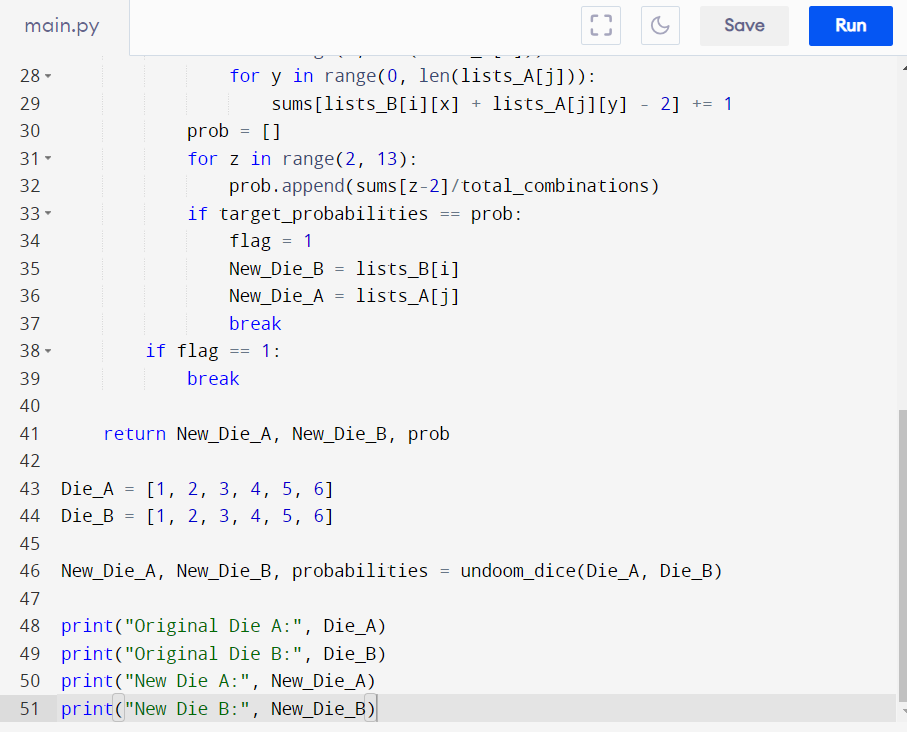 main.py
Save
Run
28 for y in range(0, len(lists_A[j])):
29 sums[lists_B[i][x] + lists_A[j][y] - 2] += 1
30 prob = []
31 for z in range(2, 13):
32 prob.append(sums[z-2]/total_combinations)
33 if target_probabilities == prob:
34 flag = 1
35 New_Die_B = lists_B[i]
36 New_Die_A = lists_A[j]
37 break
38 if flag == 1:
39 break
40
41 return New_Die_A, New_Die_B, prob
42
43 Die_A = [1, 2, 3, 4, 5, 6]
44 Die_B = [1, 2, 3, 4, 5, 6]
45
46 New_Die_A, New_Die_B, probabilities = undoom_dice(Die_A, Die_B)
47
48 print("Original Die A:", Die_A)
49 print("Original Die B:", Die_B)
50 print("New Die A:", New_Die_A)
51 print("New Die B:", New_Die_B)